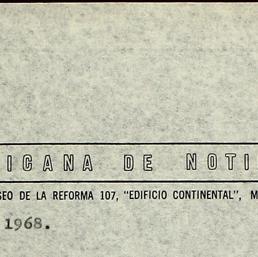 ICANA DE NOTI
SEO DE LA REFORMA 107, "EDIFICIO CONTINENTAL", M
1968.